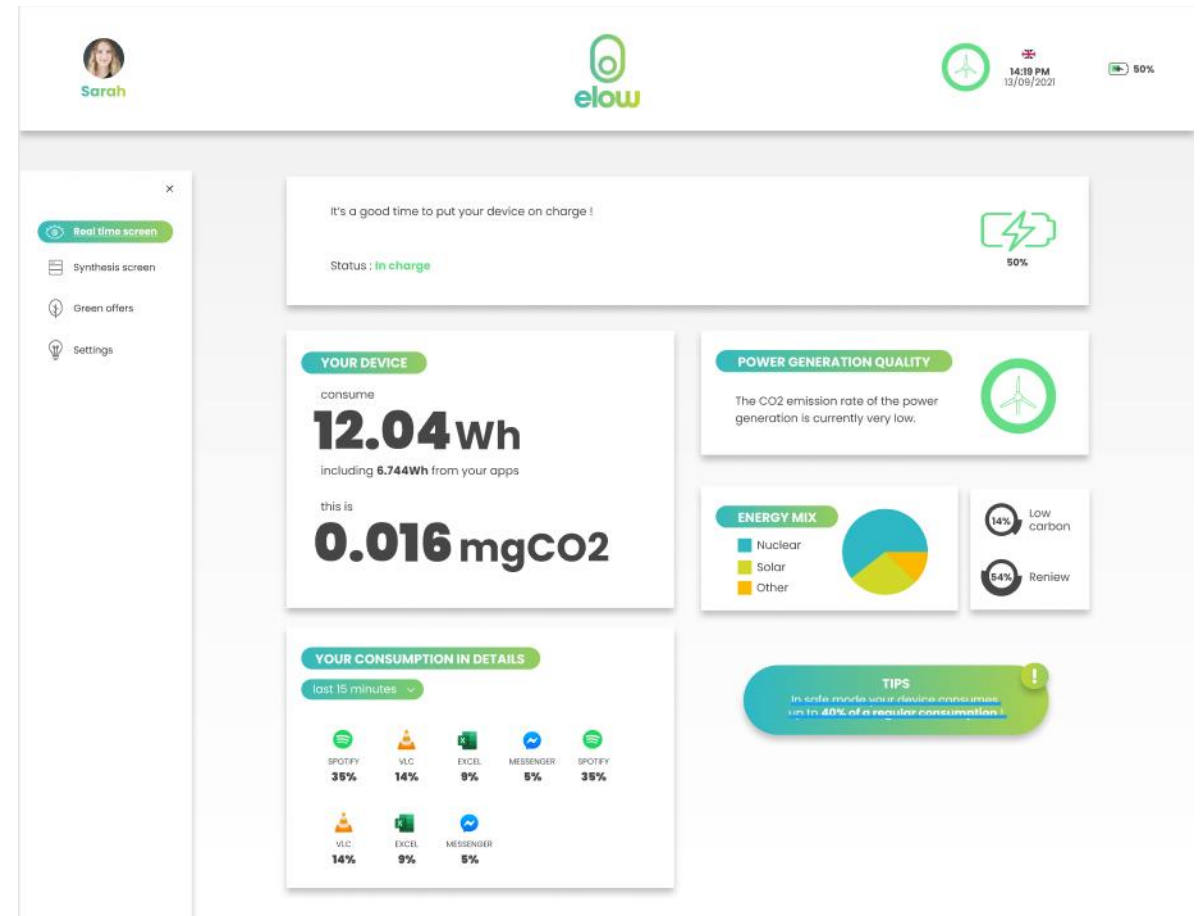 Sarah
elow
14:19 PM
13/09/2021
50%
×
Real time screen
Synthesis screen
Green offers
Settings
It's a good time to put your device on charge !
Status : In charge
50%
YOUR DEVICE
consume
12.04 Wh
including 6.744Wh from your apps
this is
0.016 mgCO2
POWER GENERATION QUALITY
The CO2 emission rate of the power
generation is currently very low.
ENERGY MIX
Nuclear
Solar
Other
14% Low
carbon
54% Reniew
YOUR CONSUMPTION IN DETAILS
last 15 minutes
SPOTIFY VLC EXCEL MESSENGER SPOTIFY
35% 14% 9% 5% 35%
VLC EXCEL MESSENGER
14% 9% 5%
TIPS
!
In safe mode your device consumes
up to 40% of a regular consumption !